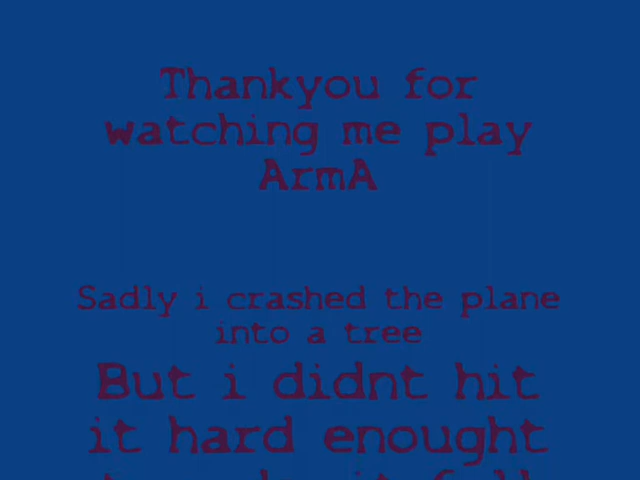 Thankyou for
watching me play
ArmA
Sadly i crashed the plane
into a tree
But i didnt hit
it hard enought